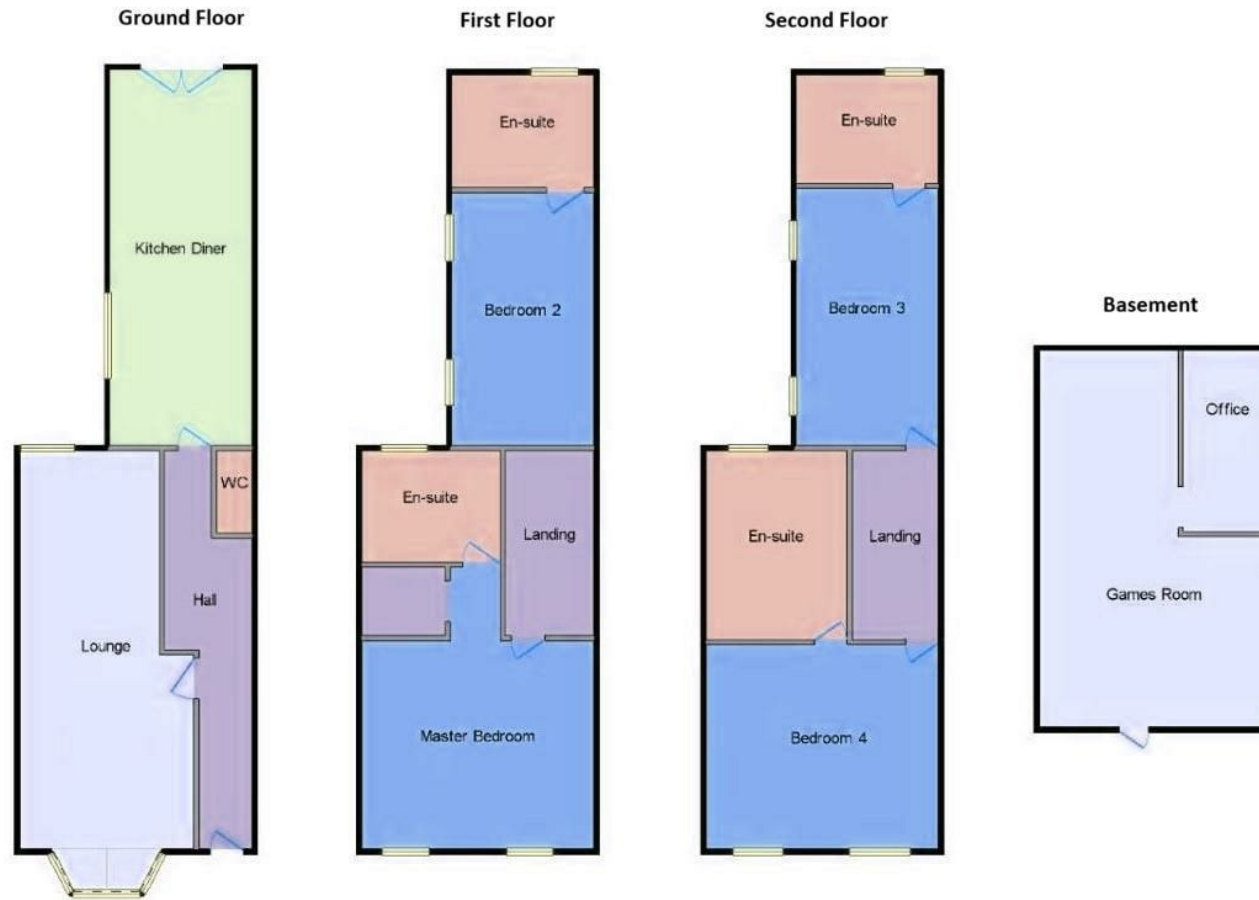 Ground Floor
First Floor
Second Floor
En-suite
En-suite
Kitchen Diner
Bedroom 2
Bedroom 3
Basement
Office
WC
En-suite
Landing
En-suite
Landing
Hall
Games Room
Lounge
Master Bedroom
Bedroom 4